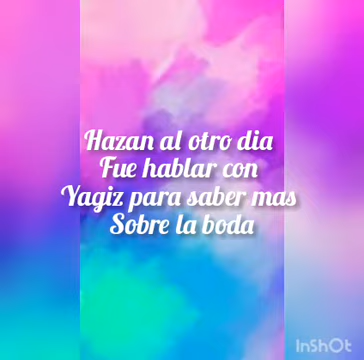 Hazan al otro dia
Fue hablar con
Yagiz para saber mas
Sobre la boda
InShOt